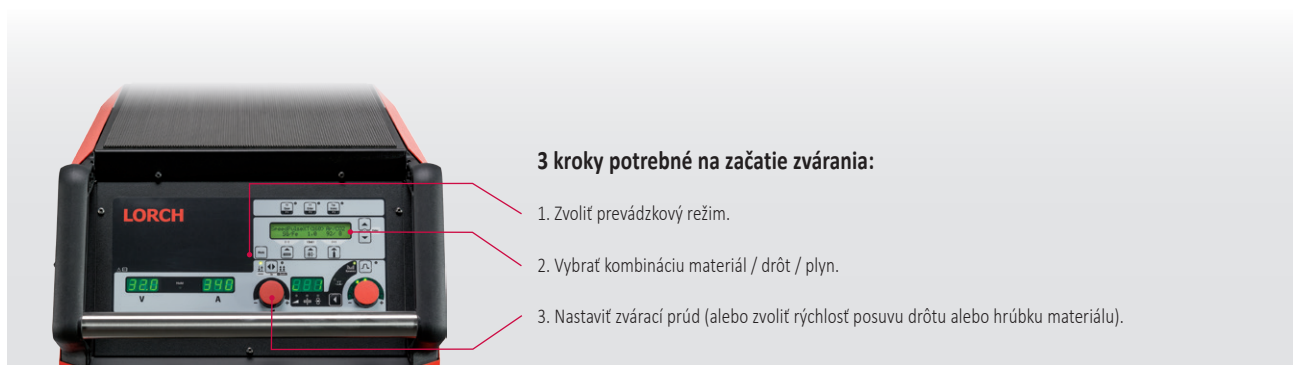 3 kroky potrebné na začatie zvárania:
LORCH
1. Zvoliť prevádzkový režim.
2. Vybrať kombináciu materiál / drôt / plyn.
32.0
340
V
A
3. Nastaviť zvárací prúd (alebo zvoliť rýchlosť posuvu drôtu alebo hrúbku materiálu).